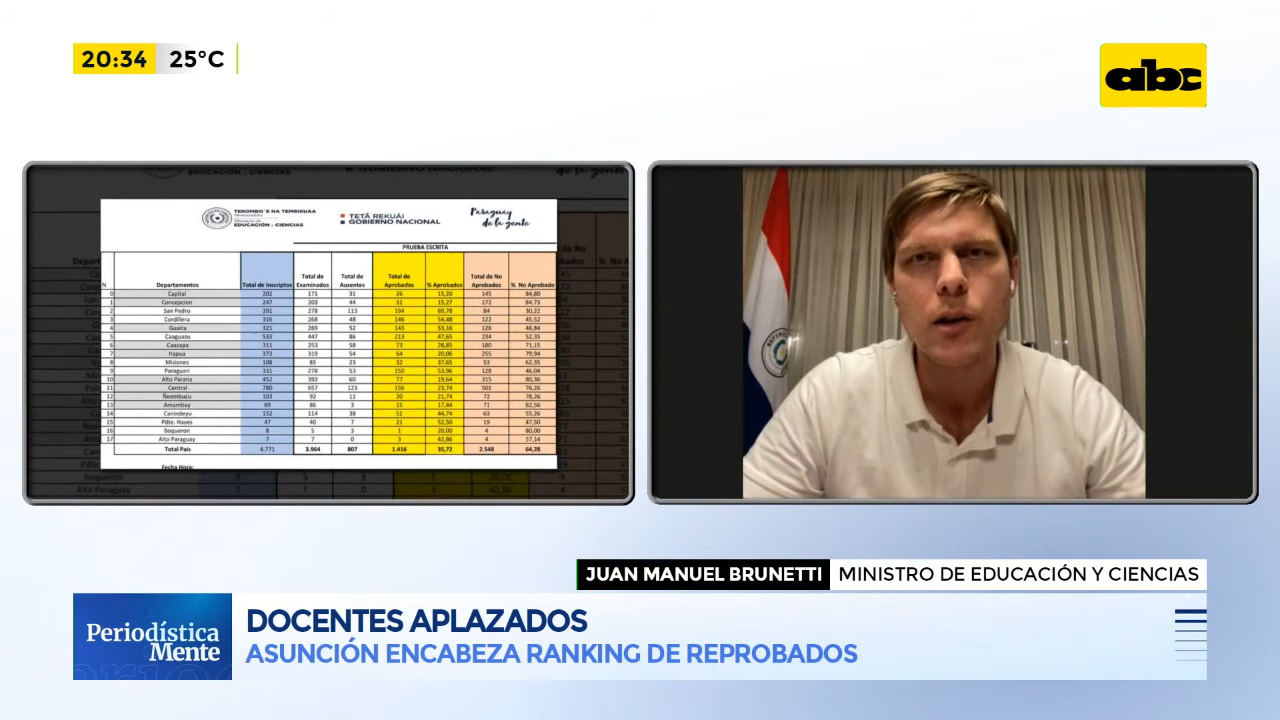 20:34 25°C
abc
TEKOMBO'E HA TEMBIKUAA
EDUCACIÓN Y CIENCIAS
TETÃ REKUÁI
GOBIERNO NACIONAL
Paraguay
de la gente
PRUEBA ESCRITA
N Departamentos Total de Inscriptos Total de Examinados Total de Ausentes Total de Aprobados % Aprobados Total de No Aprobados % No Aprobado
0 Capital 202 171 31 26 15,20 145 84,80
1 Concepcion 247 203 44 31 15,27 172 84,73
2 San Pedro 391 278 113 194 69,78 84 30,22
3 Cordillera 316 268 48 146 54,48 122 45,52
4 Guaira 321 269 52 143 53,16 126 46,84
5 Caaguazu 533 447 86 213 47,65 234 52,35
6 Caazapa 311 253 58 73 28,85 180 71,15
7 Itapua 373 319 54 64 20,06 255 79,94
8 Misiones 108 85 23 32 37,65 53 62,35
9 Paraguari 331 278 53 150 53,96 128 46,04
10 Alto Parana 452 392 60 77 19,64 315 80,36
11 Central 780 657 123 156 23,74 501 76,26
12 Ñeembucu 103 92 11 20 21,74 72 78,26
13 Amambay 89 86 3 15 17,44 71 82,56
14 Canindeyu 152 114 38 51 44,74 63 55,26
15 Pdte. Hayes 47 40 7 21 52,50 19 47,50
16 Boqueron 8 5 3 1 20,00 4 80,00
17 Alto Paraguay 7 7 0 3 42,86 4 57,14
Total Pais 4.771 3.964 807 1.416 35,72 2.548 64,28
Fecha Hora:
JUAN MANUEL BRUNETTI MINISTRO DE EDUCACIÓN Y CIENCIAS
Periodística
Mente
DOCENTES APLAZADOS
ASUNCIÓN ENCABEZA RANKING DE REPROBADOS